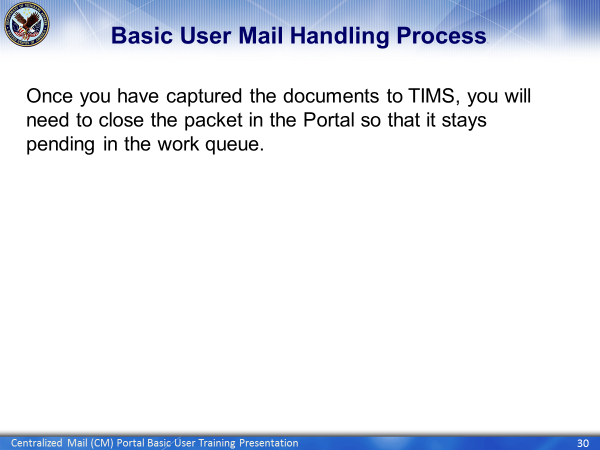 Basic User Mail Handling Process
Once you have captured the documents to TIMS, you will
need to close the packet in the Portal so that it stays
pending in the work queue.
Centralized Mail (CM) Portal Basic User Training Presentation
30